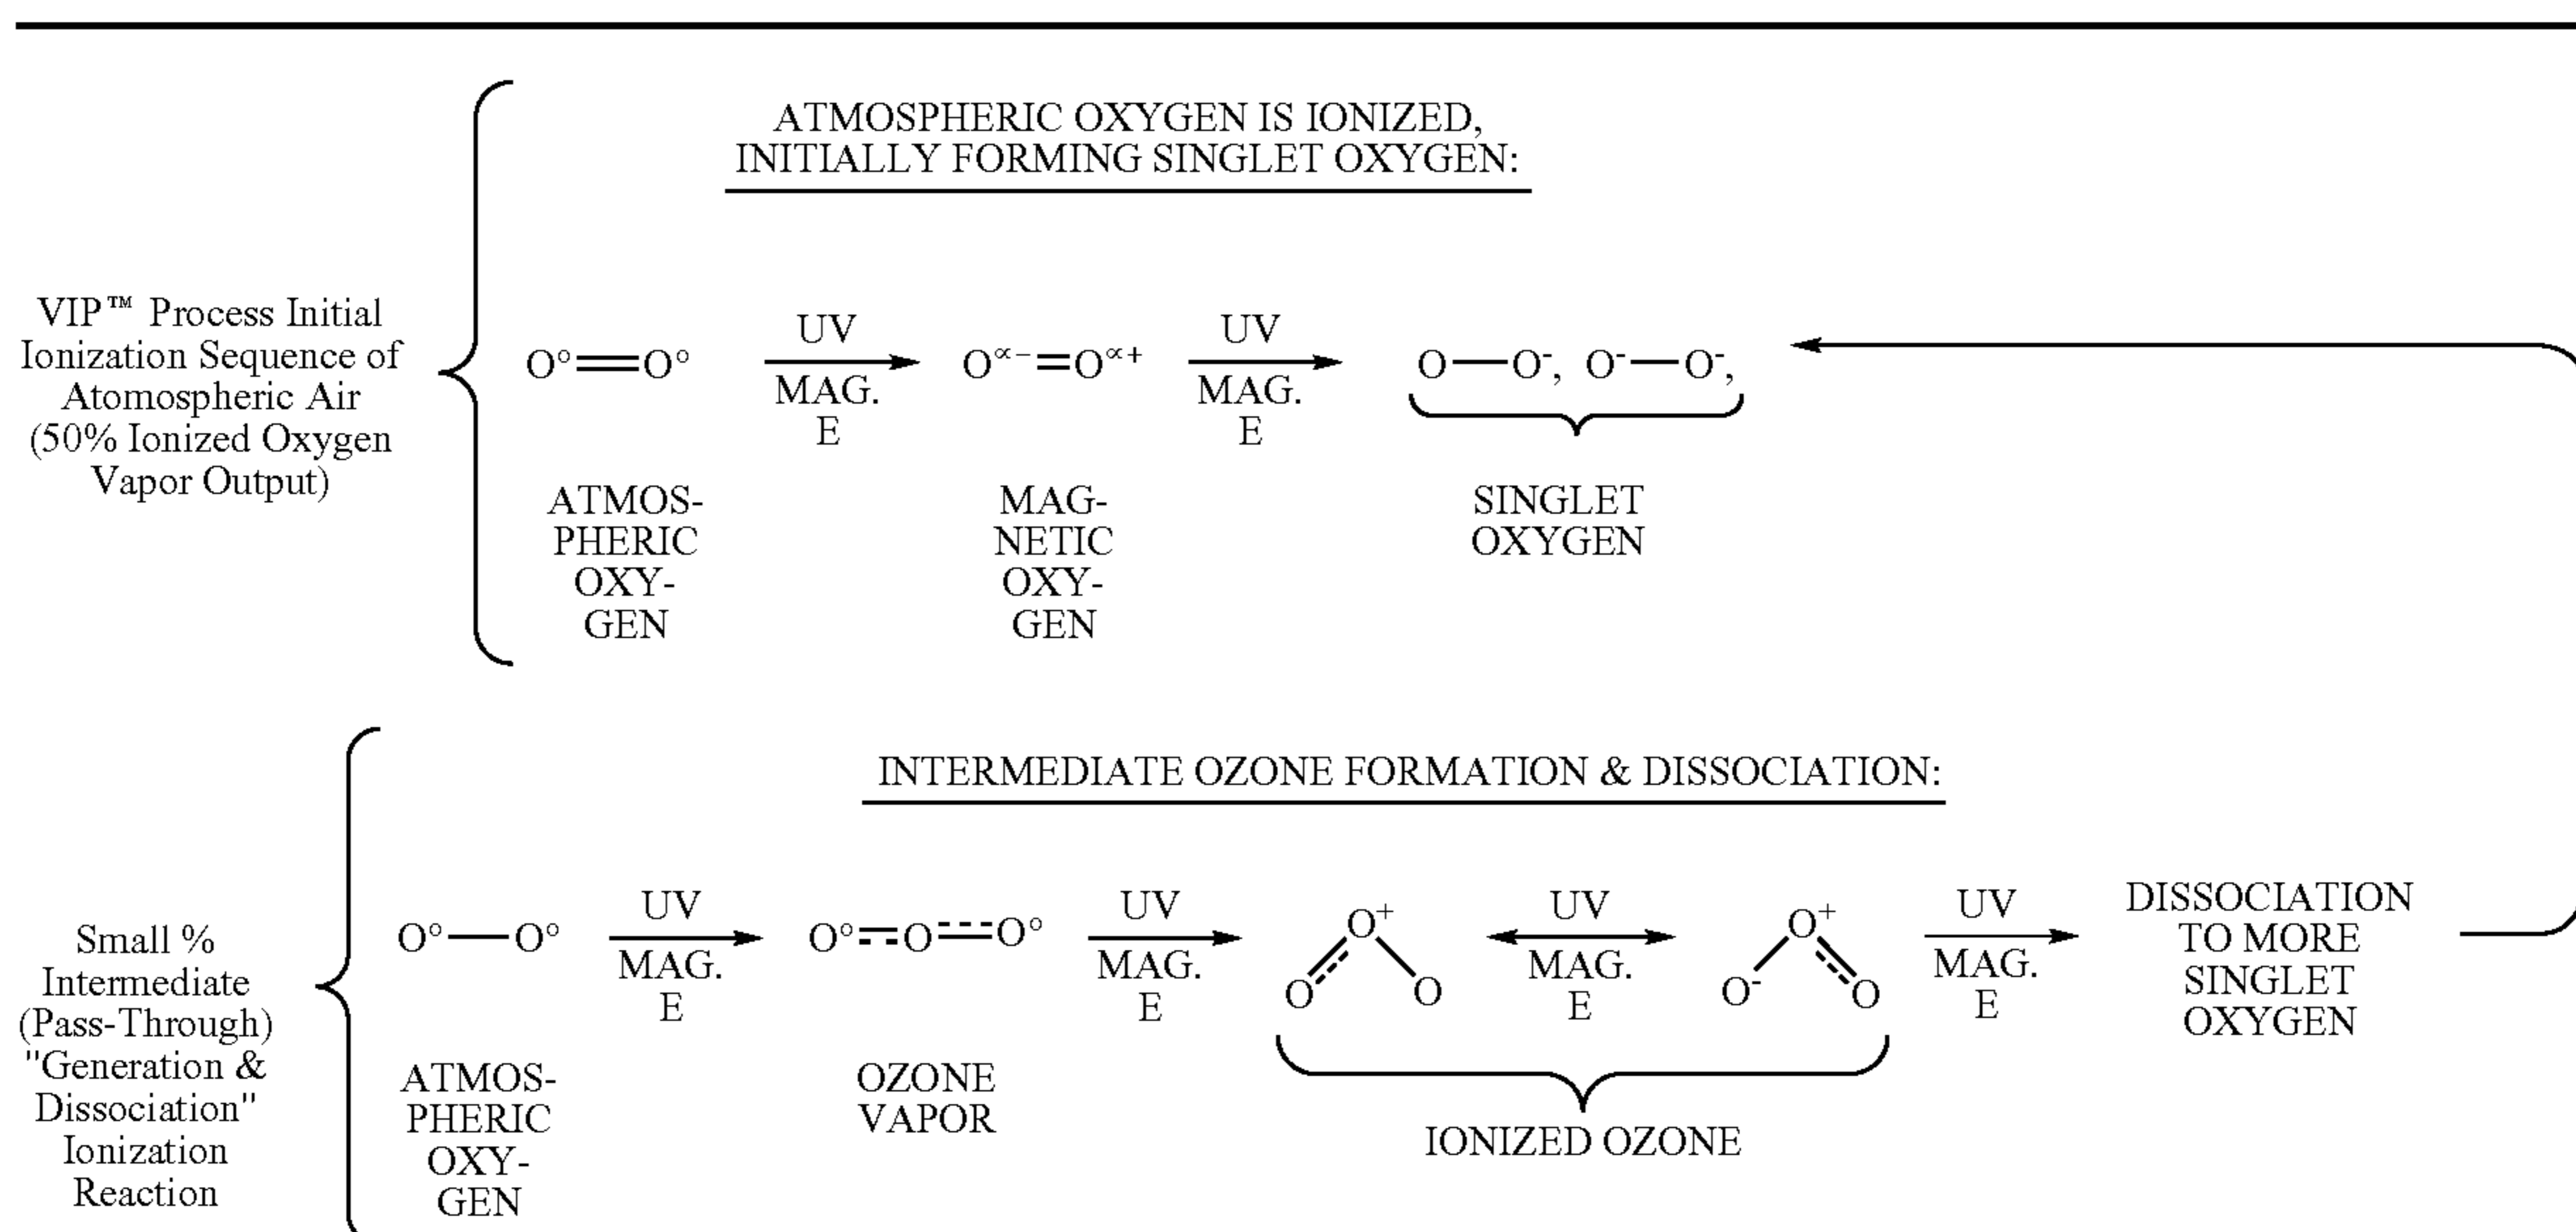 ATMOSPHERIC OXYGEN IS IONIZED,
INITIALLY FORMING SINGLET OXYGEN:
VIP™ Process Initial
Ionization Sequence of
Atomospheric Air
(50% Ionized Oxygen
Vapor Output)
O°═O°
UV
MAG.
E
O∝−═O∝+
UV
MAG.
E
O—O-, O-—O-,
ATMOS-
PHERIC
OXY-
GEN
MAG-
NETIC
OXY-
GEN
SINGLET
OXYGEN
INTERMEDIATE OZONE FORMATION & DISSOCIATION:
Small %
Intermediate
(Pass-Through)
"Generation &
Dissociation"
Ionization
Reaction
O°—O°
UV
MAG.
E
O°═O═O°
UV
MAG.
E
O+
O O
UV
MAG.
E
O+
O- O
UV
MAG.
E
DISSOCIATION
TO MORE
SINGLET
OXYGEN
ATMOS-
PHERIC
OXY-
GEN
OZONE
VAPOR
IONIZED OZONE